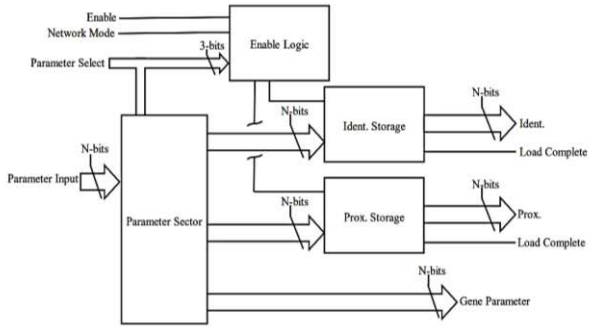 Enable
Network Mode
Parameter Select
3-bits
Enable Logic
N-bits
Ident. Storage
N-bits
Ident.
Load Complete
N-bits
Parameter Input
Parameter Sector
N-bits
Prox. Storage
N-bits
Prox.
Load Complete
N-bits
Gene Parameter